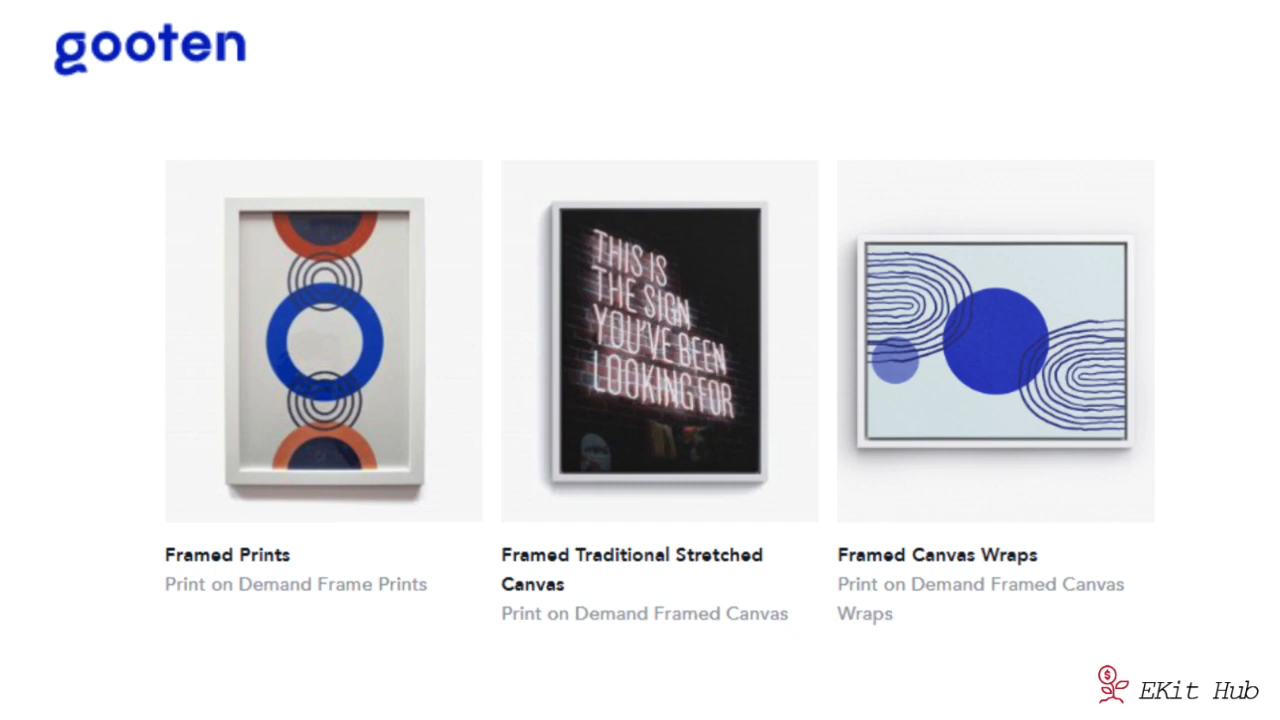 gooten
THIS IS
THE SIGN
YOU'VE BEEN
LOOKING FOR
Framed Prints
Print on Demand Frame Prints
Framed Traditional Stretched
Canvas
Print on Demand Framed Canvas
Framed Canvas Wraps
Print on Demand Framed Canvas
Wraps
$
EKit Hub